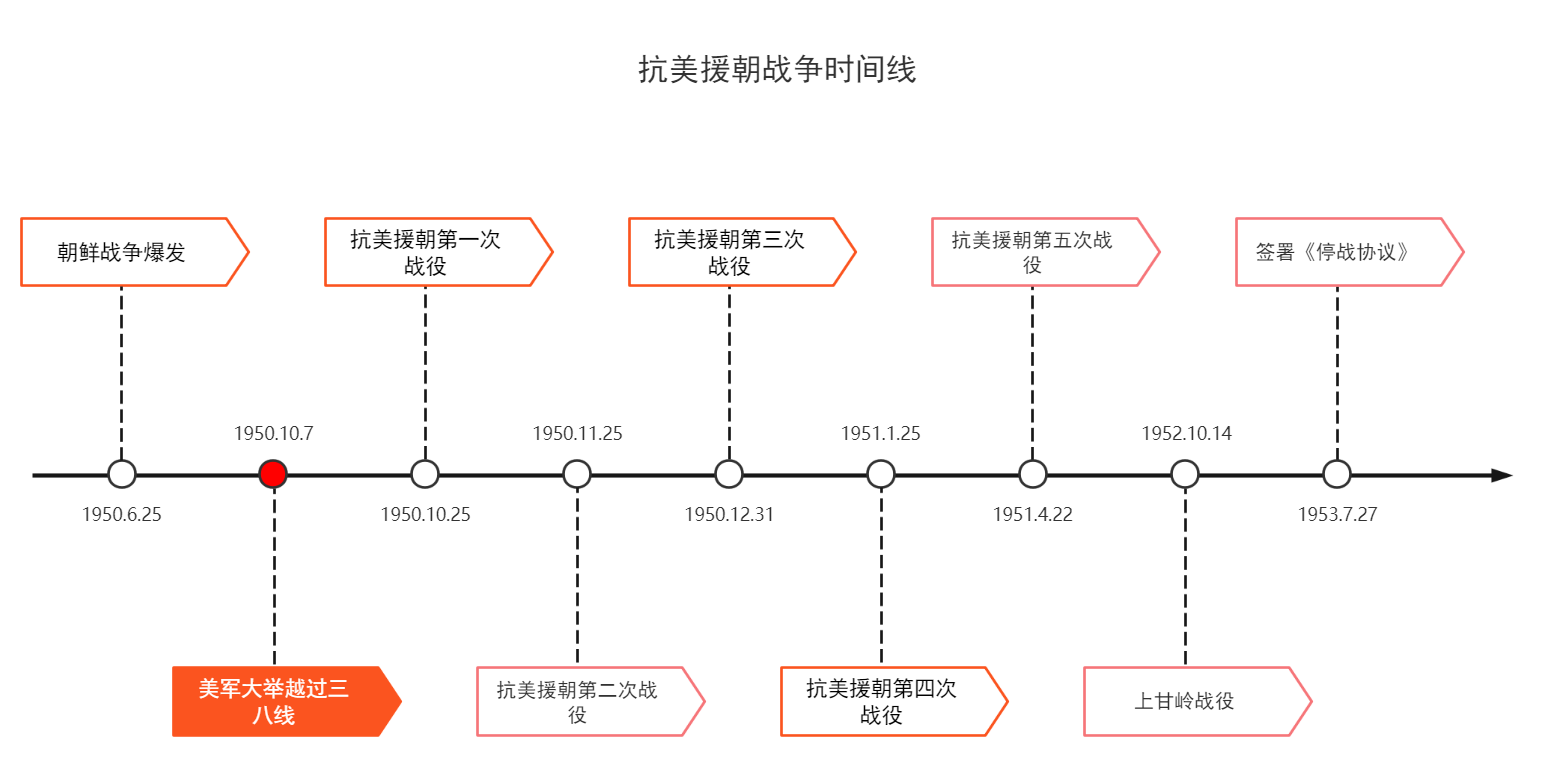 抗美援朝战争时间线
朝鲜战争爆发
抗美援朝第一次
战役
抗美援朝第三次
战役
抗美援朝第五次战
役
签署《停战协议》
1950.10.7
1950.11.25
1951.1.25
1952.10.14
1950.6.25
1950.10.25
1950.12.31
1951.4.22
1953.7.27
美军大举越过三
八线
抗美援朝第二次战
役
抗美援朝第四次
战役
上甘岭战役